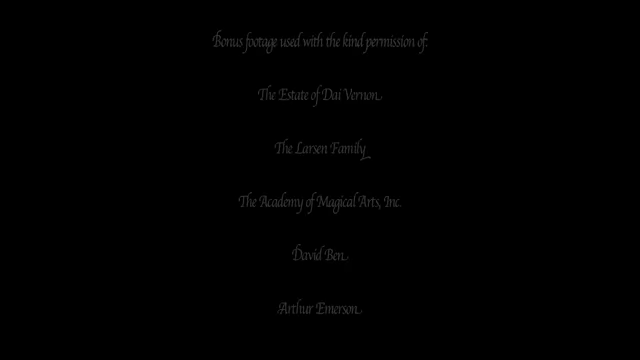 Bonus footage used with the kind permission of:
The Estate of Dai Vernon
The Larsen Family
The Academy of Magical Arts, Inc.
David Ben
Arthur Emerson